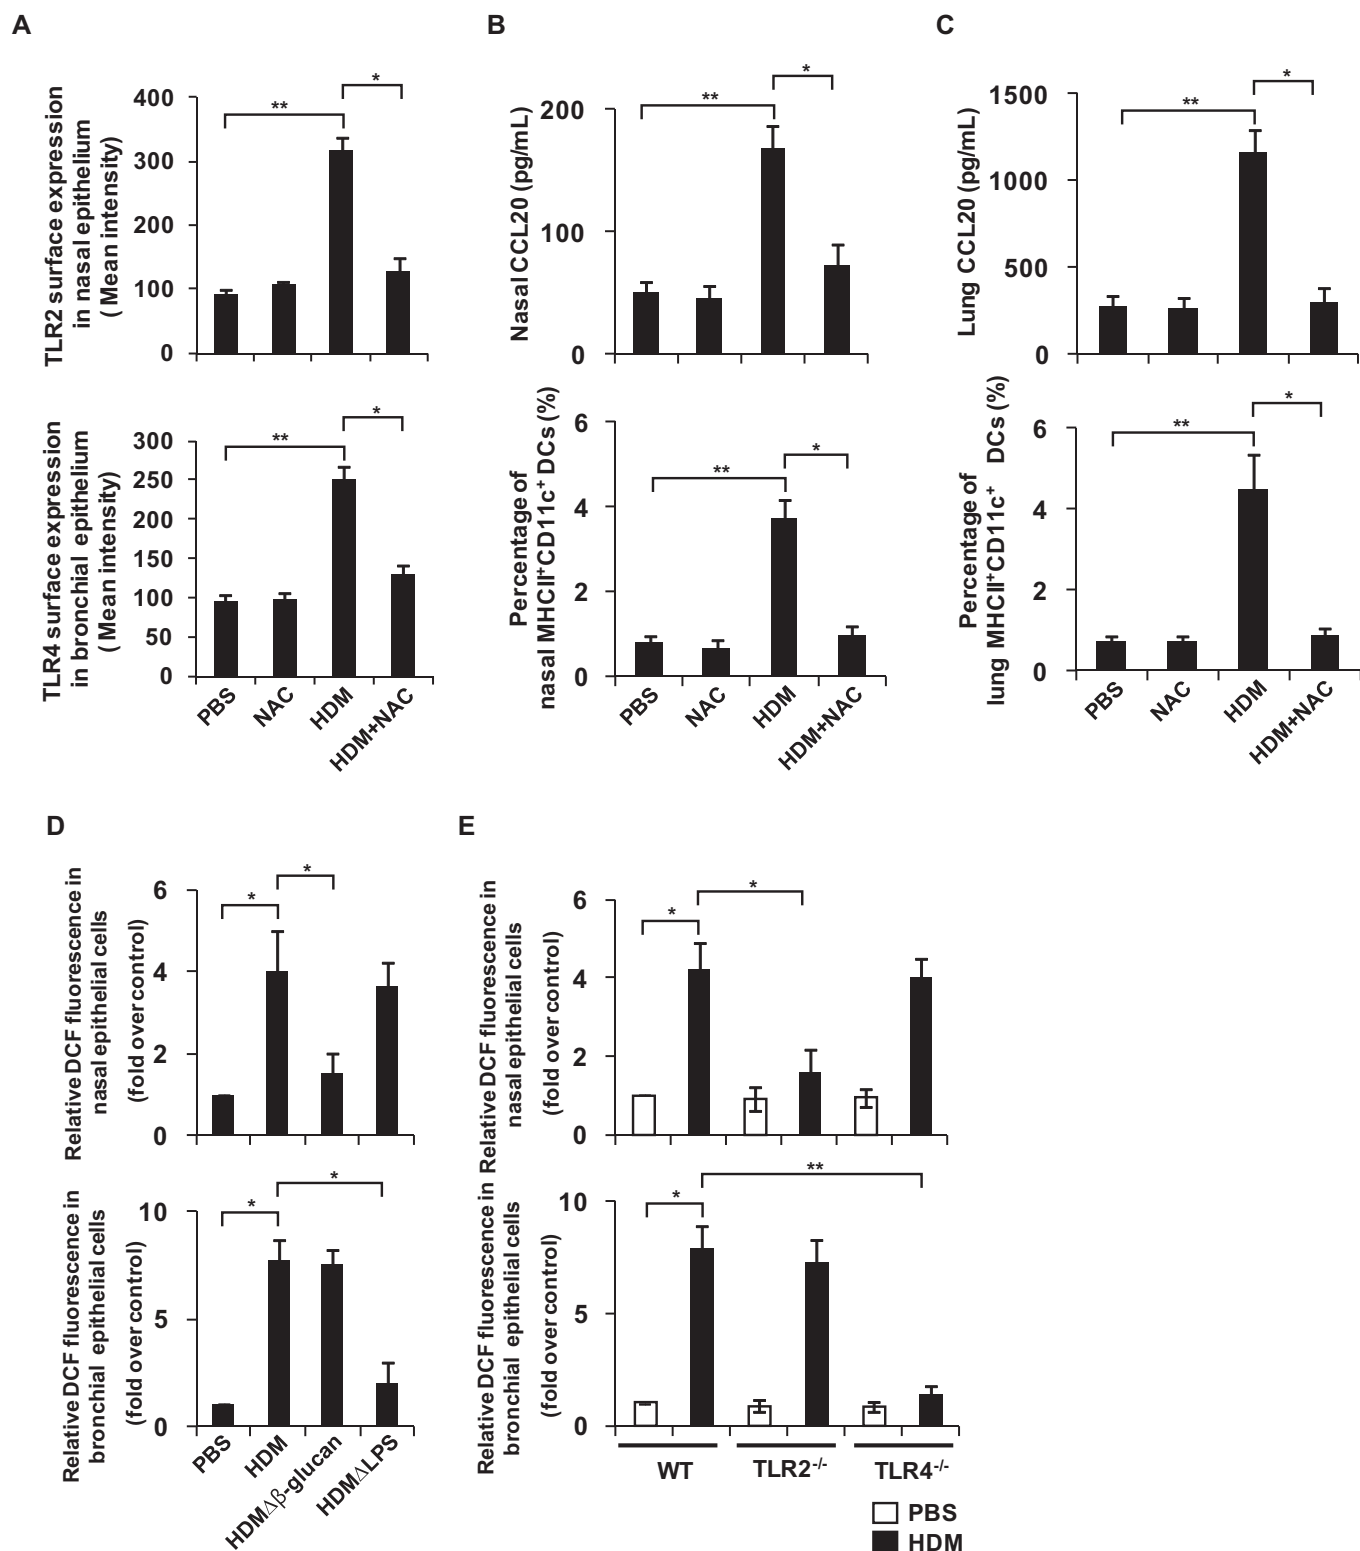 A
TLR2 surface expression
in nasal epithelium
( Mean intensity)
400
300
200
100
0
**
*
TLR4 surface expression
in bronchial epithelium
( Mean intensity)
300
250
200
150
100
50
0
**
*
PBS
NAC
HDM
HDM+NAC
B
Nasal CCL20 (pg/mL)
200
100
0
**
*
Percentage of
nasal MHCII⁺CD11c⁺ DCs (%)
6
4
2
0
**
*
PBS
NAC
HDM
HDM+NAC
C
Lung CCL20 (pg/mL)
1500
1000
500
0
**
*
Percentage of
lung MHCII⁺CD11c⁺ DCs (%)
6
4
2
0
**
*
PBS
NAC
HDM
HDM+NAC
D
Relative DCF fluorescence in
nasal epithelial cells
(fold over control)
6
4
2
0
*
*
Relative DCF fluorescence in
bronchial epithelial cells
(fold over control)
10
5
0
*
*
PBS
HDM
HDMΔβ-glucan
HDMΔLPS
E
Relative DCF fluorescence in
nasal epithelial cells
(fold over control)
6
4
2
0
*
*
Relative DCF fluorescence in
bronchial epithelial cells
(fold over control)
10
5
0
*
**
WT
TLR2⁻/⁻
TLR4⁻/⁻
PBS
HDM